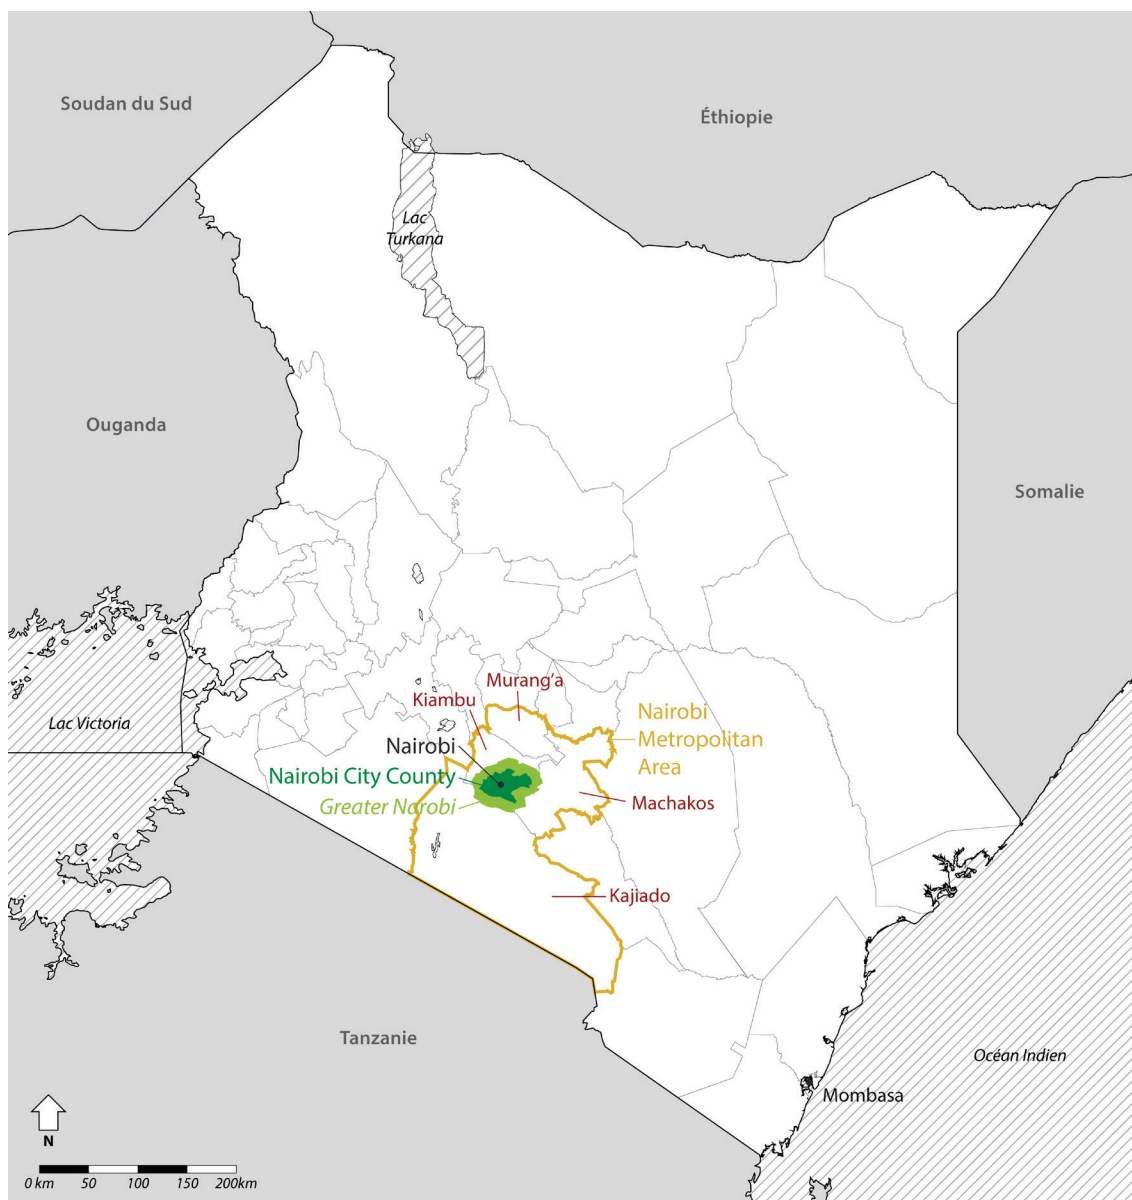 Soudan du Sud
Éthiopie
Lac
Turkana
Ouganda
Somalie
Murang'a
Kiambu
Nairobi
Metropolitan
Area
Lac Victoria
Nairobi
Nairobi City County
Greater Narobi
Machakos
Kajiado
Tanzanie
Océan Indien
Mombasa
N
0 km 50 100 150 200km